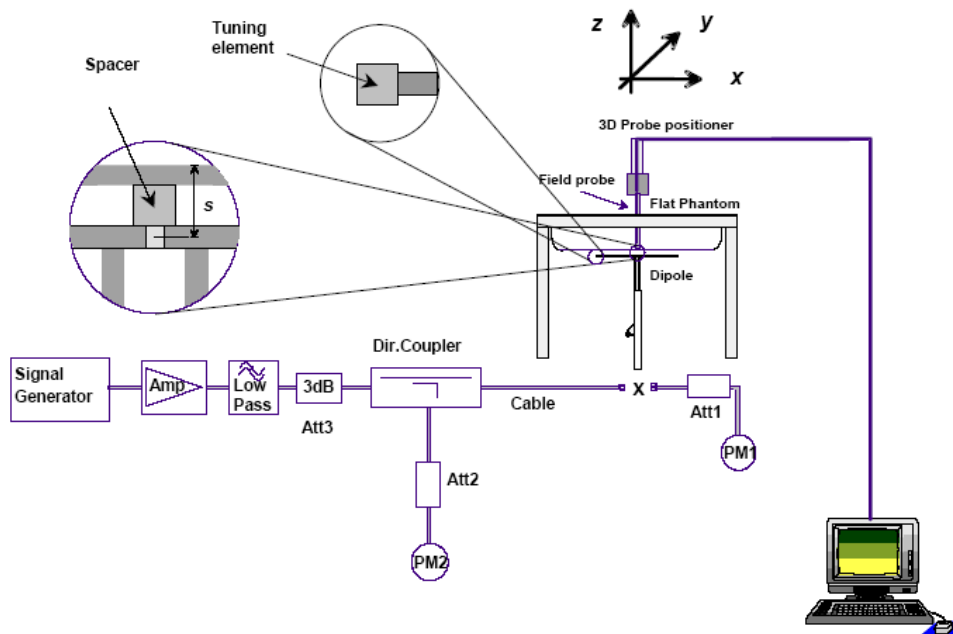 Tuning
element
Spacer
s
z
y
x
3D Probe positioner
Field probe
Flat Phantom
Dipole
Dir.Coupler
Signal
Generator
Amp
Low
Pass
3dB
Att3
Cable
X
Att1
PM1
Att2
PM2